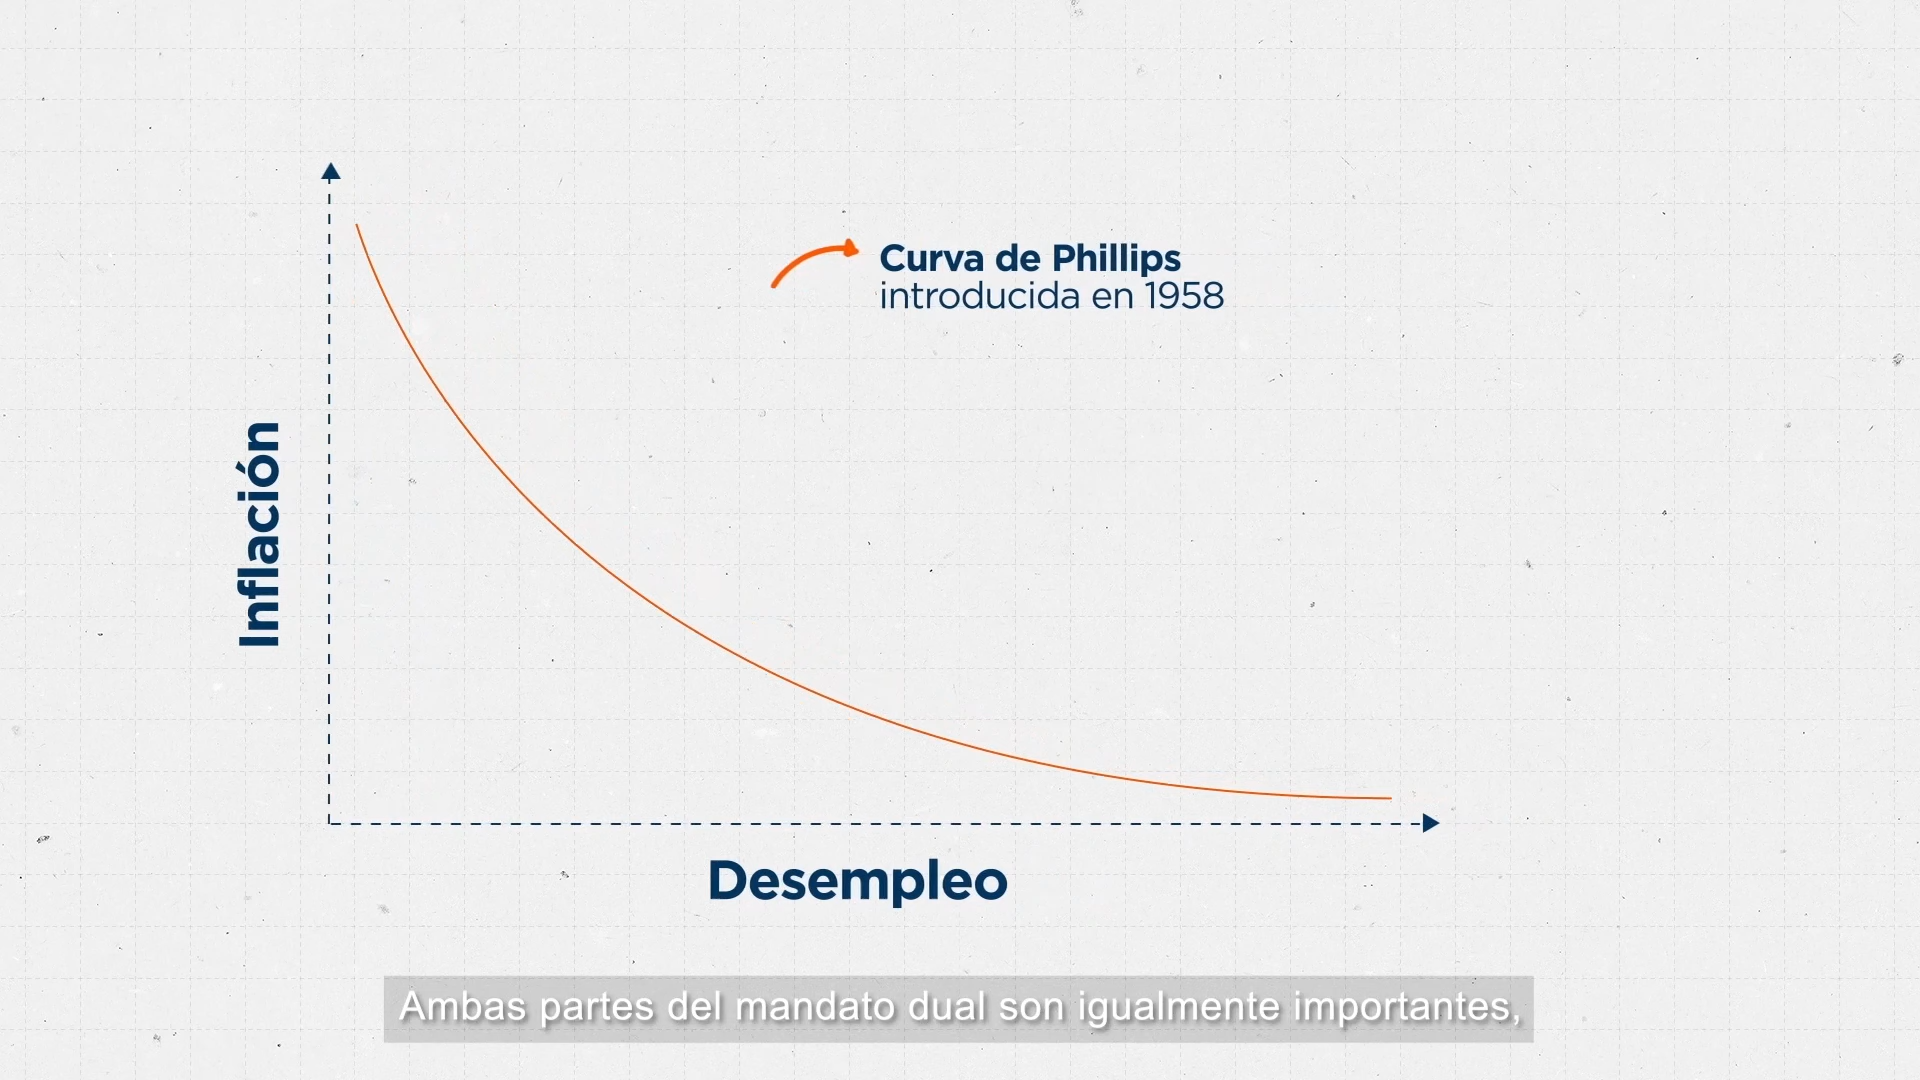 Curva de Phillips
introducida en 1958
Inflación
Desempleo
Ambas partes del mandato dual son igualmente importantes,